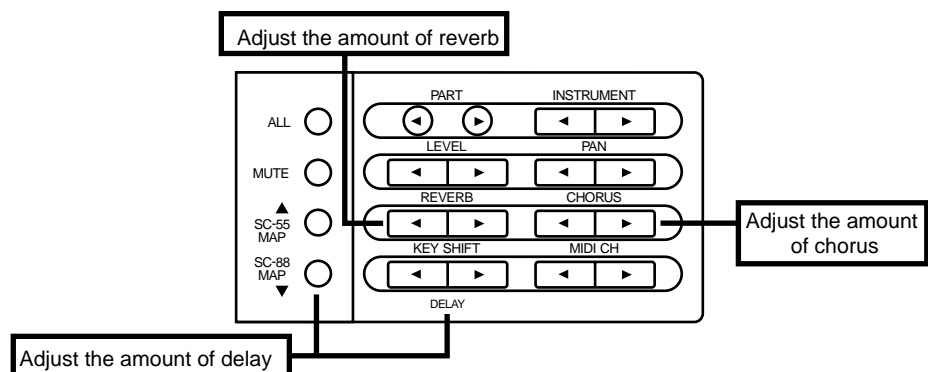 Adjust the amount of reverb
PART
INSTRUMENT
ALL
LEVEL
PAN
MUTE
REVERB
CHORUS
SC-55
MAP
Adjust the amount
of chorus
KEY SHIFT
MIDI CH
SC-88
MAP
DELAY
Adjust the amount of delay